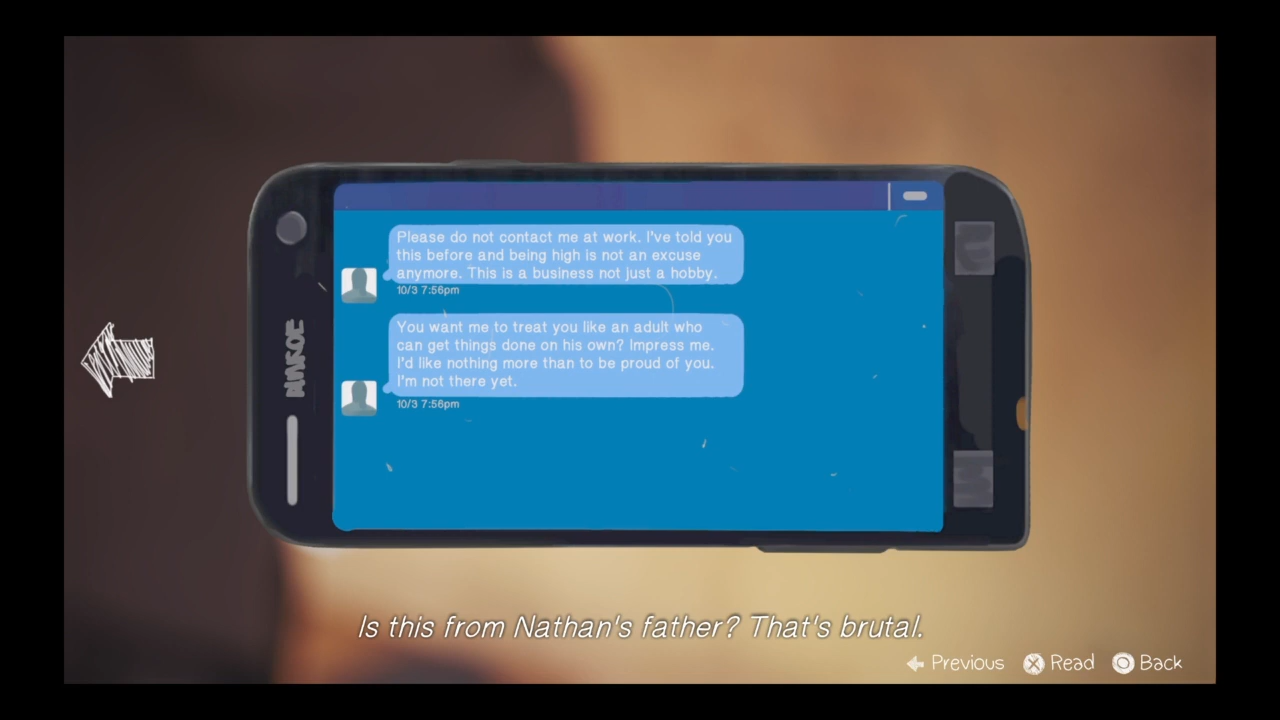 Please do not contact me at work. I've told you
this before and being high is not an excuse
anymore. This is a business not just a hobby.
10/3 7:56pm
You want me to treat you like an adult who
can get things done on his own? Impress me.
I'd like nothing more than to be proud of you.
I'm not there yet.
10/3 7:56pm
Is this from Nathan's father? That's brutal.
Previous Read Back